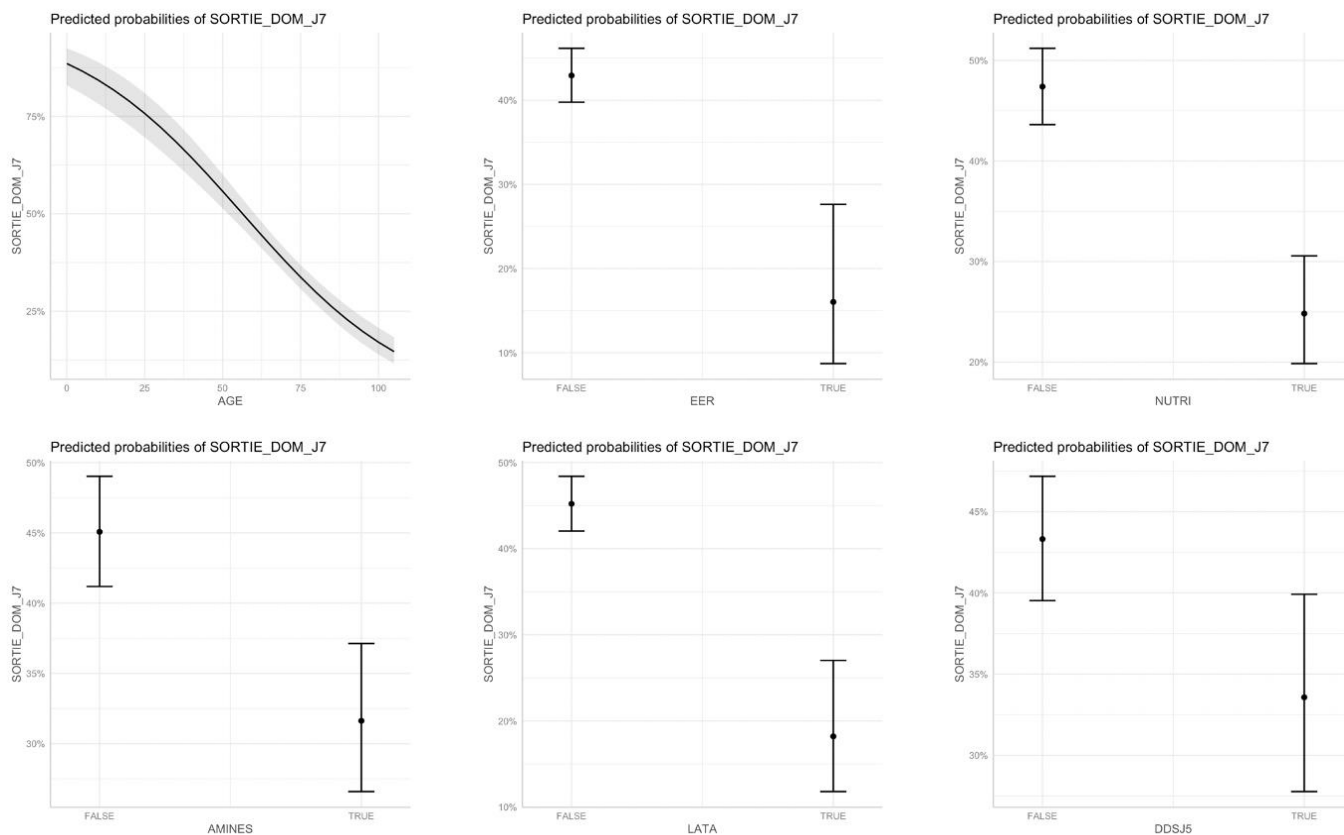 Predicted probabilities of SORTIE_DOM_J7
75%
50%
25%
SORTIE_DOM_J7
0 25 50 75 100
AGE
Predicted probabilities of SORTIE_DOM_J7
40%
30%
20%
10%
SORTIE_DOM_J7
FALSE TRUE
EER
Predicted probabilities of SORTIE_DOM_J7
50%
40%
30%
20%
SORTIE_DOM_J7
FALSE TRUE
NUTRI
Predicted probabilities of SORTIE_DOM_J7
50%
45%
40%
35%
30%
SORTIE_DOM_J7
FALSE TRUE
AMINES
Predicted probabilities of SORTIE_DOM_J7
50%
40%
30%
20%
10%
SORTIE_DOM_J7
FALSE TRUE
LATA
Predicted probabilities of SORTIE_DOM_J7
45%
40%
35%
30%
SORTIE_DOM_J7
FALSE TRUE
DDSJ5